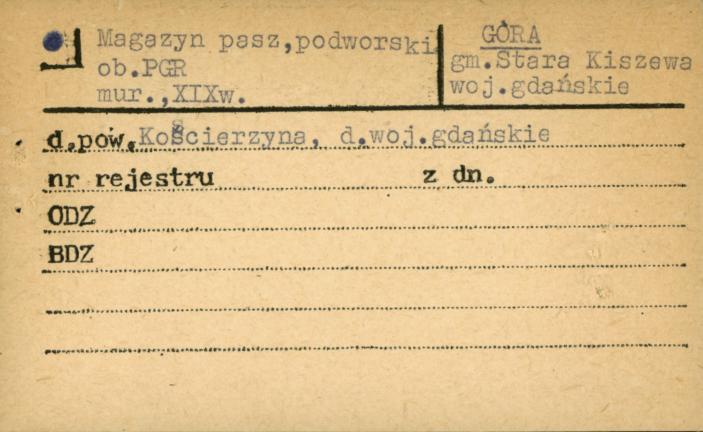 Magazyn pasz,podworski
ob.PGR
mur.,XIXw.
GÓRA
gm.Stara Kiszewa
woj.gdańskie
d.pow.Kościerzyna, d.woj.gdańskie
nr rejestru z dn.
ODZ
BDZ